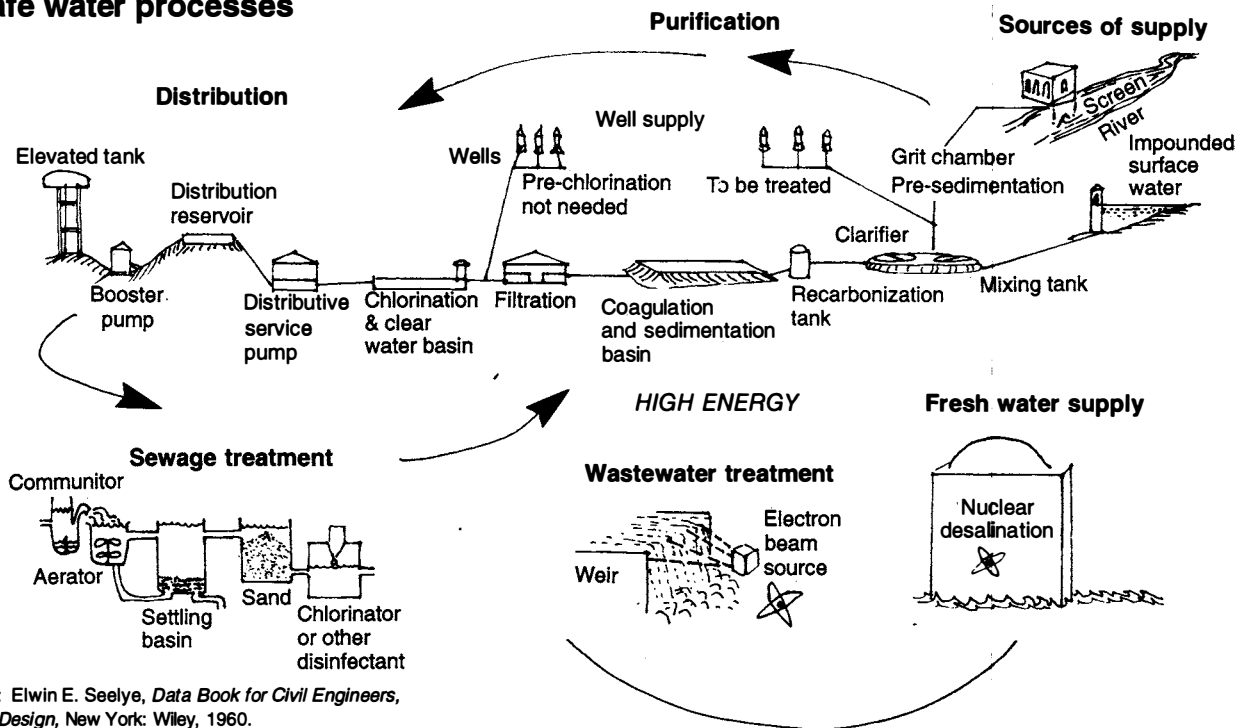 afe water processes
Purification
Sources of supply
Distribution
Screen
River
Well supply
Elevated tank
Wells
Grit chamber
Impounded
surface
water
Distribution
reservoir
Pre-chlorination
not needed
To be treated
Pre-sedimentation
Clarifier
Booster
pump
Distributive
service
pump
Chlorination
& clear
water basin
Filtration
Coagulation
and sedimentation
basin
Recarbonization
tank
Mixing tank
HIGH ENERGY
Fresh water supply
Sewage treatment
Wastewater treatment
Communitor
Aerator
Settling
basin
Sand
Chlorinator
or other
disinfectant
Weir
Electron
beam
source
Nuclear
desalination
: Elwin E. Seelye, Data Book for Civil Engineers,
Design, New York: Wiley, 1960.